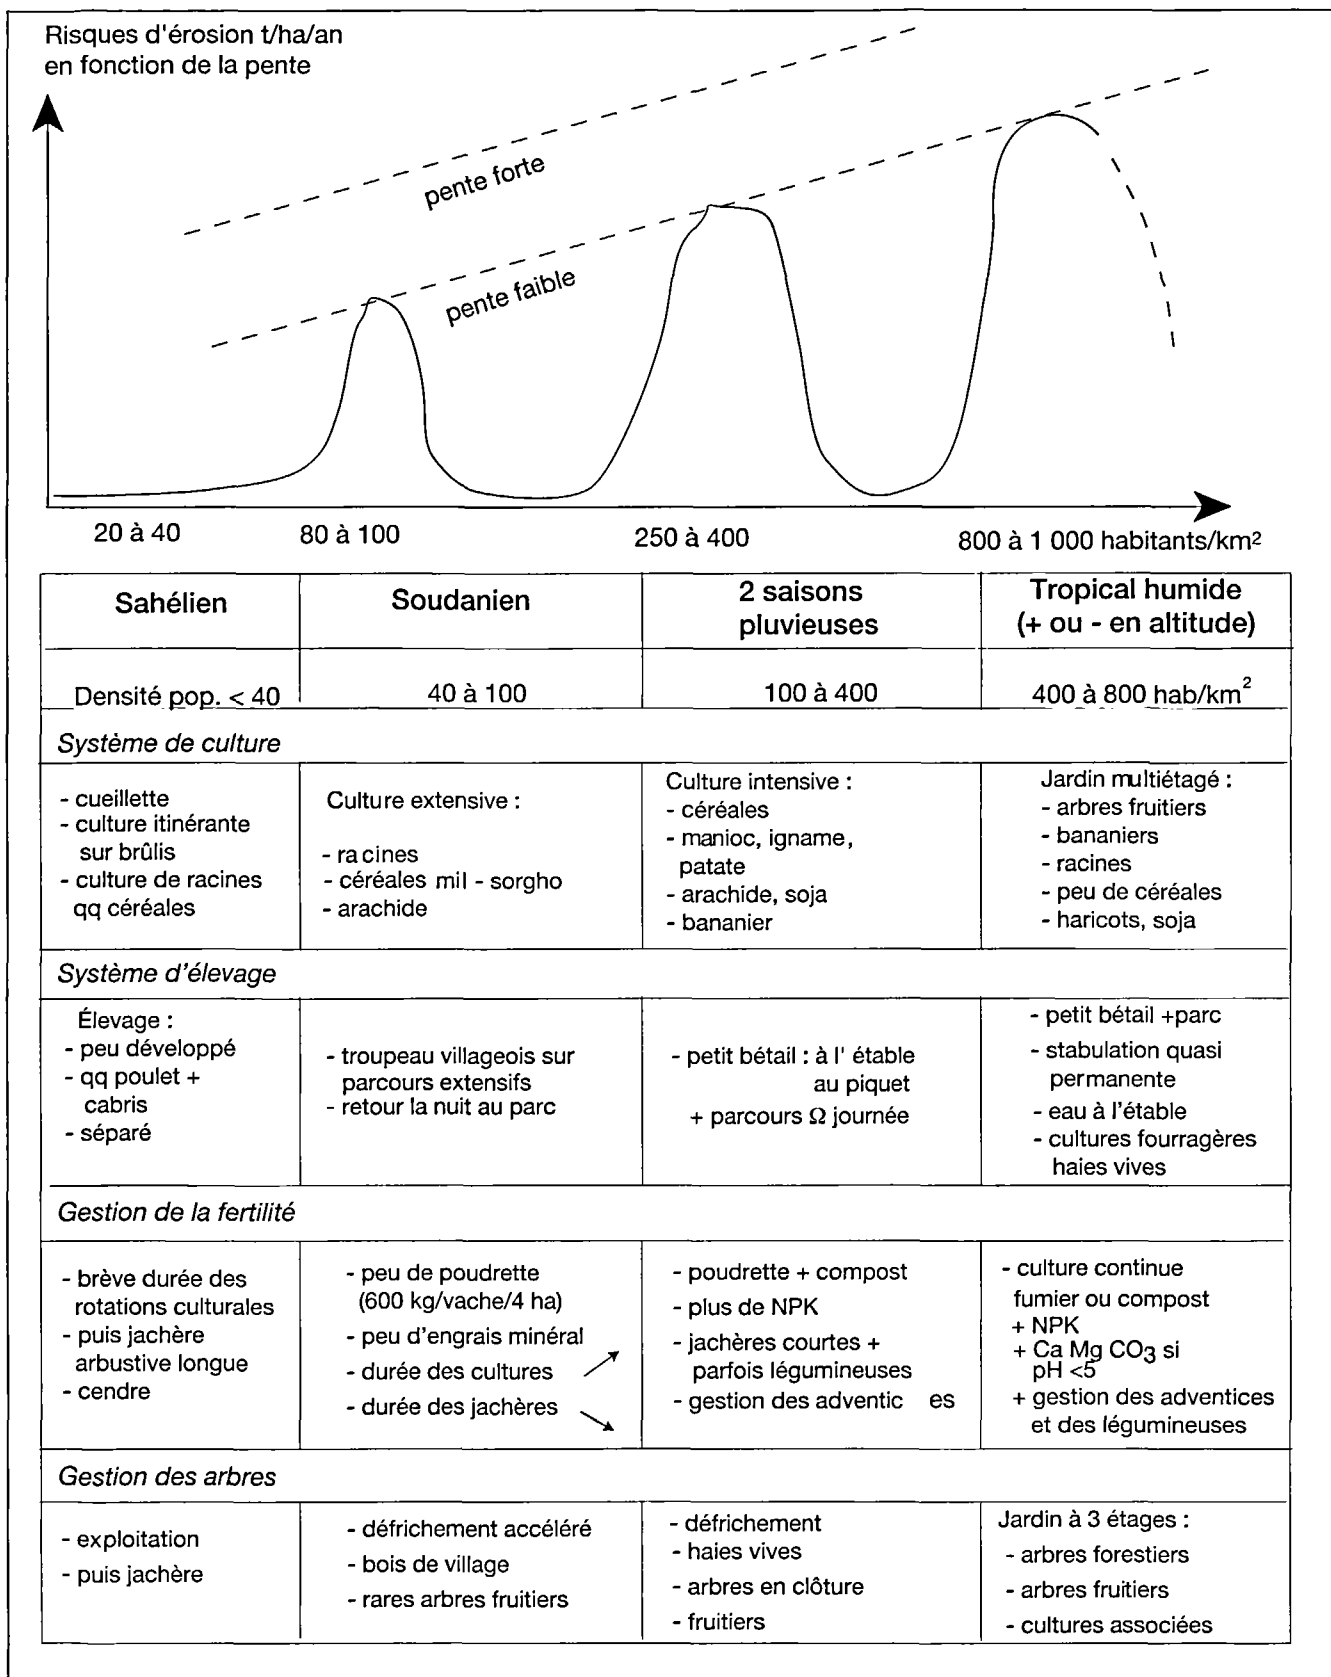 Risques d'érosion t/ha/an
en fonction de la pente
pente forte
pente faible
20 à 40
80 à 100
250 à 400
800 à 1 000 habitants/km²
Sahélien
Soudanien
2 saisons
pluvieuses
Tropical humide
(+ ou - en altitude)
Densité pop. < 40
40 à 100
100 à 400
400 à 800 hab/km²
Système de culture
- cueillette
- culture itinérante
sur brûlis
- culture de racines
qq céréales
Culture extensive :
- racines
- céréales mil - sorgho
- arachide
Culture intensive :
- céréales
- manioc, igname,
patate
- arachide, soja
- bananier
Jardin multiétagé :
- arbres fruitiers
- bananiers
- racines
- peu de céréales
- haricots, soja
Système d'élevage
Élevage :
- peu développé
- qq poulet +
cabris
- séparé
- troupeau villageois sur
parcours extensifs
- retour la nuit au parc
- petit bétail : à l' étable
au piquet
+ parcours Ω journée
- petit bétail +parc
- stabulation quasi
permanente
- eau à l'étable
- cultures fourragères
haies vives
Gestion de la fertilité
- brève durée des
rotations culturales
- puis jachère
arbustive longue
- cendre
- peu de poudrette
(600 kg/vache/4 ha)
- peu d'engrais minéral
- durée des cultures
- durée des jachères
- poudrette + compost
- plus de NPK
- jachères courtes +
parfois légumineuses
- gestion des adventic es
- culture continue
fumier ou compost
+ NPK
+ Ca Mg CO3 si
pH <5
+ gestion des adventices
et des légumineuses
Gestion des arbres
- exploitation
- puis jachère
- défrichement accéléré
- bois de village
- rares arbres fruitiers
- défrichement
- haies vives
- arbres en clôture
- fruitiers
Jardin à 3 étages :
- arbres forestiers
- arbres fruitiers
- cultures associées